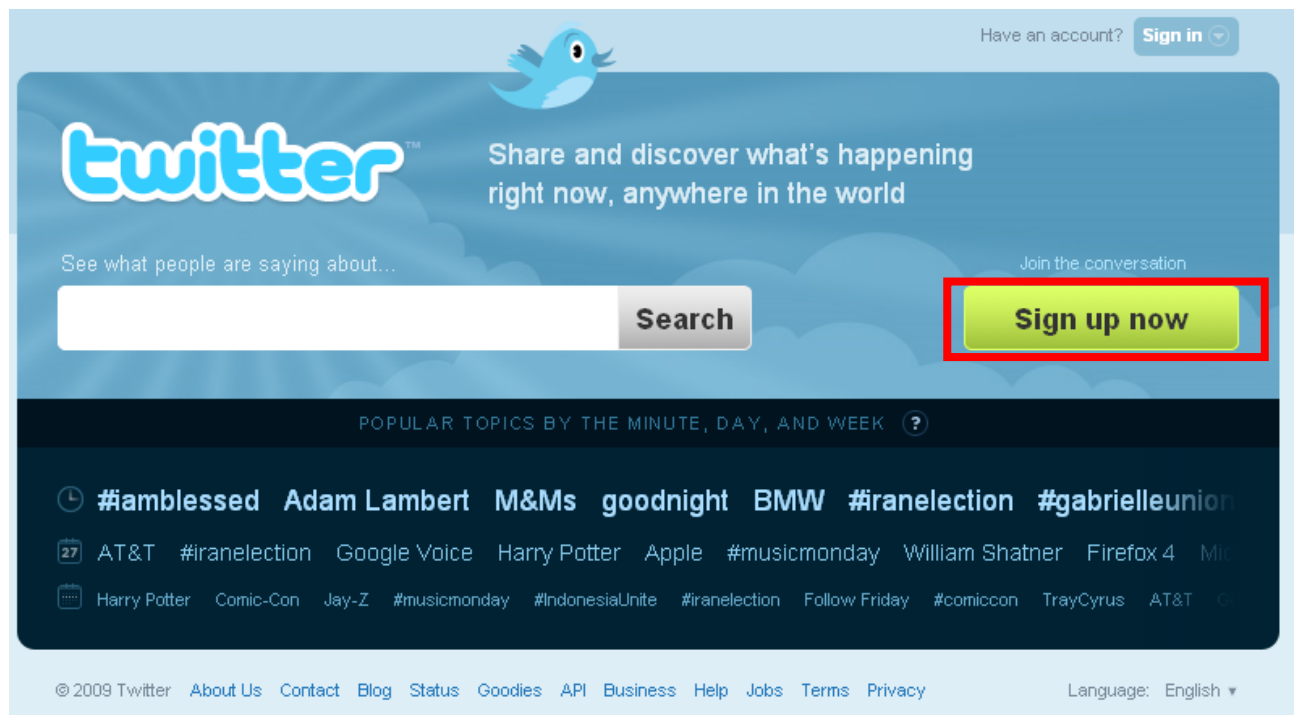 Have an account? Sign in
twitter™
Share and discover what's happening
right now, anywhere in the world
See what people are saying about...
Join the conversation
Search
Sign up now
POPULAR TOPICS BY THE MINUTE, DAY, AND WEEK ?
#iamblessed Adam Lambert M&Ms goodnight BMW #iranelection #gabrielleunion
27 AT&T #iranelection Google Voice Harry Potter Apple #musicmonday William Shatner Firefox 4
Harry Potter Comic-Con Jay-Z #musicmonday #IndonesiaUnite #iranelection Follow Friday #comiccon TrayCyrus AT&T
© 2009 Twitter About Us Contact Blog Status Goodies API Business Help Jobs Terms Privacy
Language: English